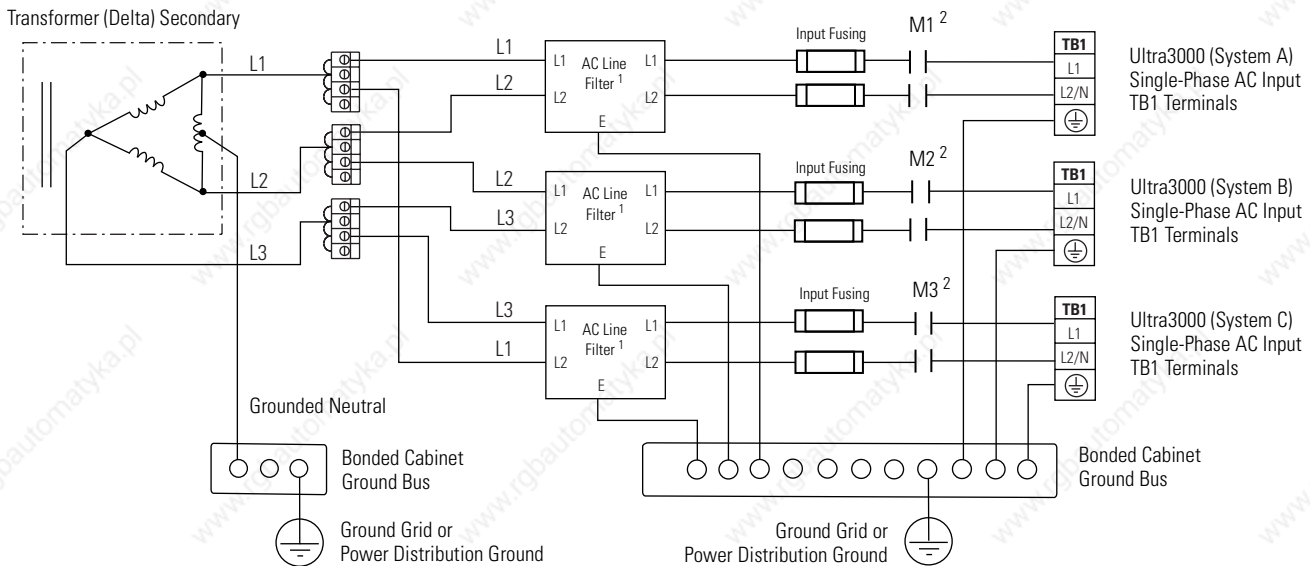 Transformer (Delta) Secondary
L1
L2
L3
L1
L2
L2
L3
L3
L1
L1
L2
AC Line
Filter 1
L1
L2
E
L1
L2
AC Line
Filter 1
L1
L2
E
L1
L2
AC Line
Filter 1
L1
L2
E
Input Fusing
M1 2
Input Fusing
M2 2
Input Fusing
M3 2
TB1
L1
L2/N
Ultra3000 (System A)
Single-Phase AC Input
TB1 Terminals
TB1
L1
L2/N
Ultra3000 (System B)
Single-Phase AC Input
TB1 Terminals
TB1
L1
L2/N
Ultra3000 (System C)
Single-Phase AC Input
TB1 Terminals
Grounded Neutral
Bonded Cabinet
Ground Bus
Ground Grid or
Power Distribution Ground
Bonded Cabinet
Ground Bus
Ground Grid or
Power Distribution Ground
www.rgbautomatyka.pl